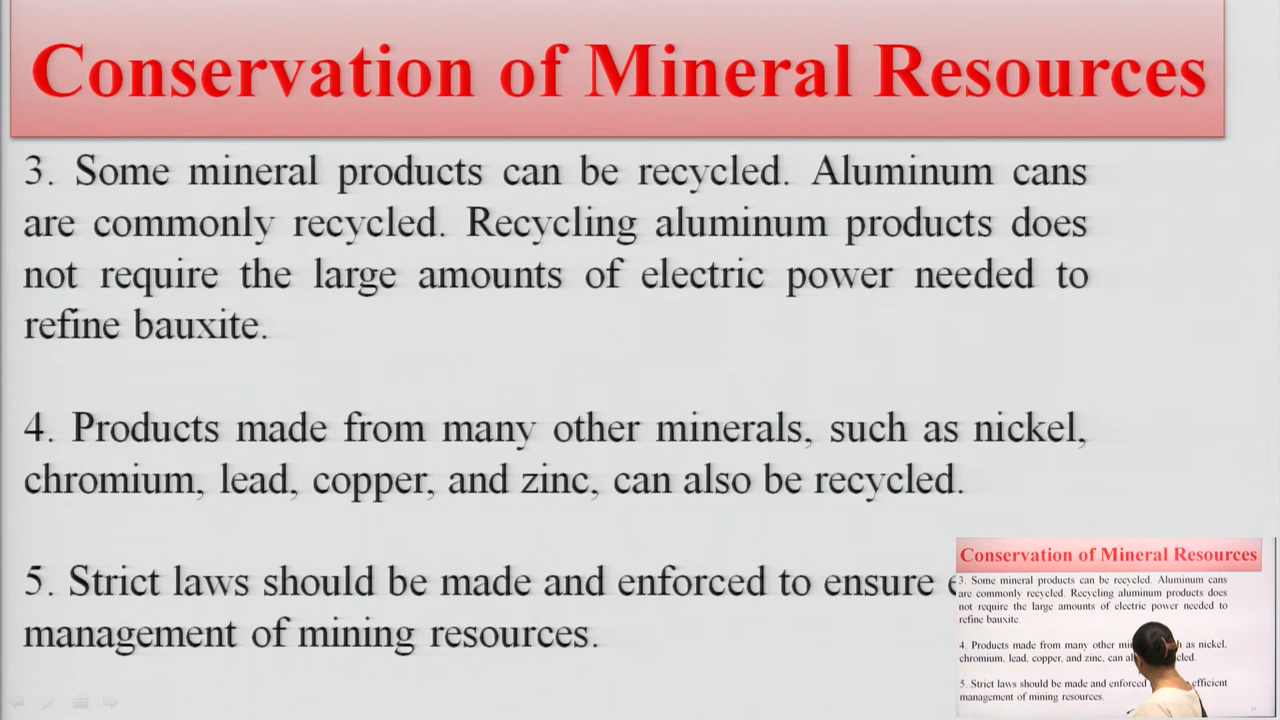 Conservation of Mineral Resources
3. Some mineral products can be recycled. Aluminum cans
are commonly recycled. Recycling aluminum products does
not require the large amounts of electric power needed to
refine bauxite.
4. Products made from many other minerals, such as nickel,
chromium, lead, copper, and zinc, can also be recycled.
5. Strict laws should be made and enforced to ensure
management of mining resources.
Conservation of Mineral Resources
3. Some mineral products can be recycled. Aluminum cans
are commonly recycled. Recycling aluminum products does
not require the large amounts of electric power needed to
refine bauxite.
4. Products made from many other as nickel,
chromium, lead, copper, and zinc, can
5. Strict laws should be made and enforced efficient
management of mining resources.